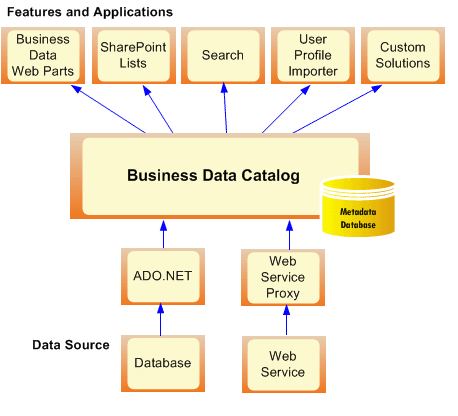 Features and Applications
Business
Data
Web Parts
SharePoint
Lists
Search
User
Profile
Importer
Custom
Solutions
Business Data Catalog
Metadata
Database
ADO.NET
Web
Service
Proxy
Data Source
Database
Web
Service